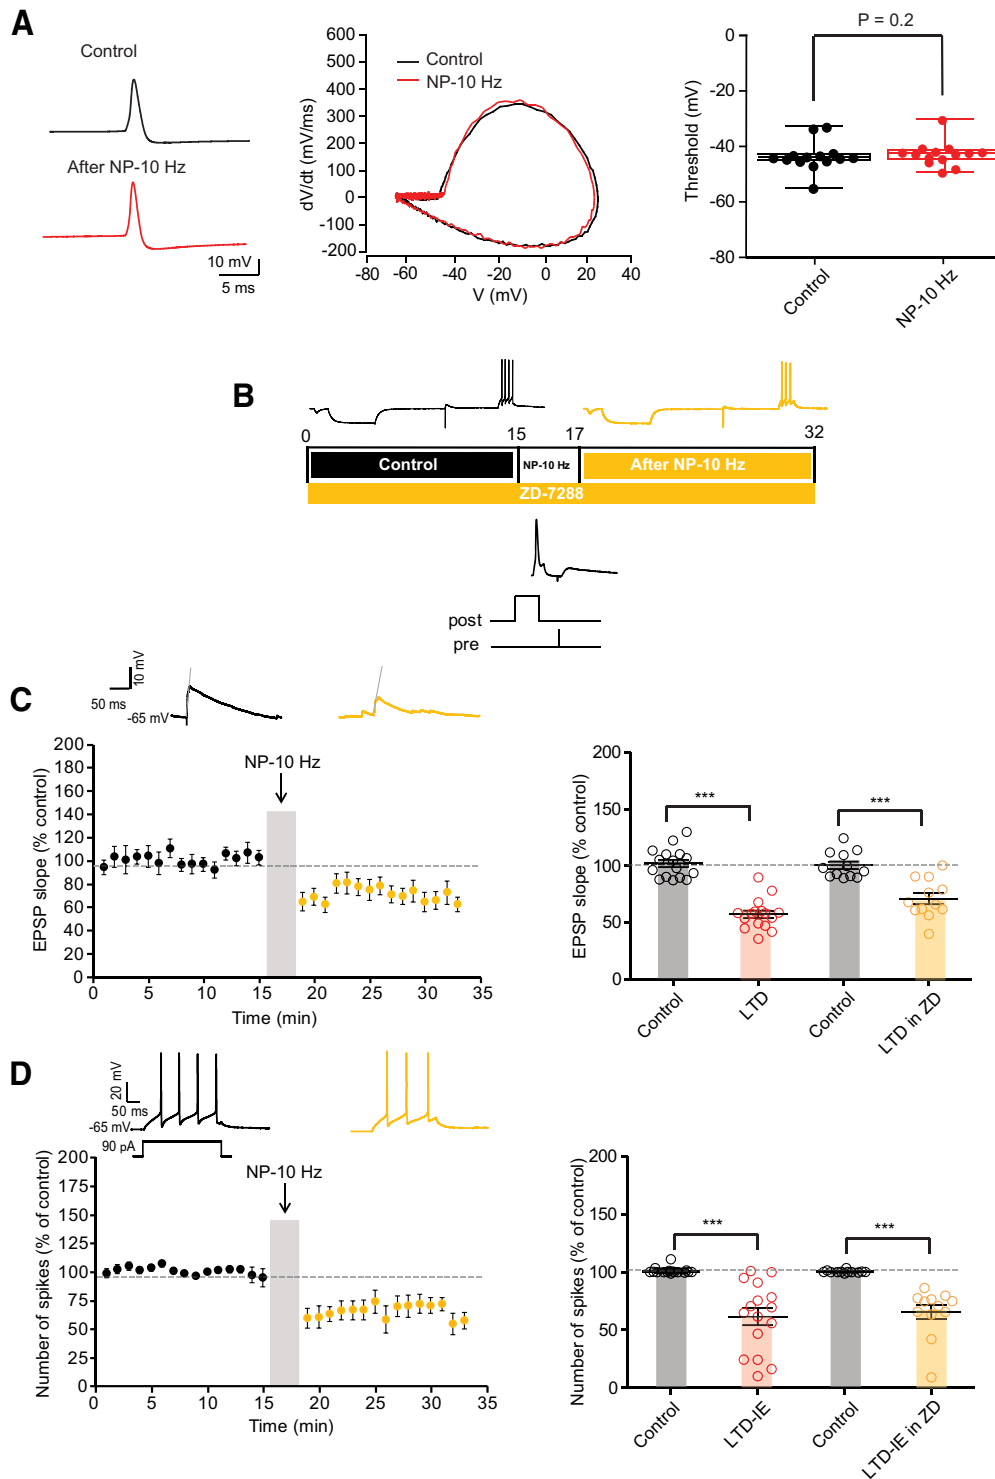 A
Control
After NP-10 Hz
10 mV
5 ms
600
500
400
300
200
100
0
-100
-200
dV/dt (mV/ms)
Control
NP-10 Hz
-80
-60
-40
-20
0
20
40
V (mV)
P = 0.2
0
-20
-40
-60
-80
Threshold (mV)
Control
NP-10 Hz
B
0
15
17
32
Control
NP-10 Hz
After NP-10 Hz
ZD-7288
post
pre
C
10 mV
50 ms
-65 mV
NP-10 Hz
200
180
160
140
120
100
80
60
40
20
0
EPSP slope (% control)
0
5
10
15
20
25
30
35
Time (min)
200
150
100
50
0
EPSP slope (% control)
***
***
Control
LTD
Control
LTD in ZD
D
20 mV
50 ms
-65 mV
90 pA
NP-10 Hz
200
175
150
125
100
75
50
25
0
Number of spikes (% of control)
0
5
10
15
20
25
30
35
Time (min)
200
150
100
50
0
Number of spikes (% of control)
***
***
Control
LTD-IE
Control
LTD-IE in ZD